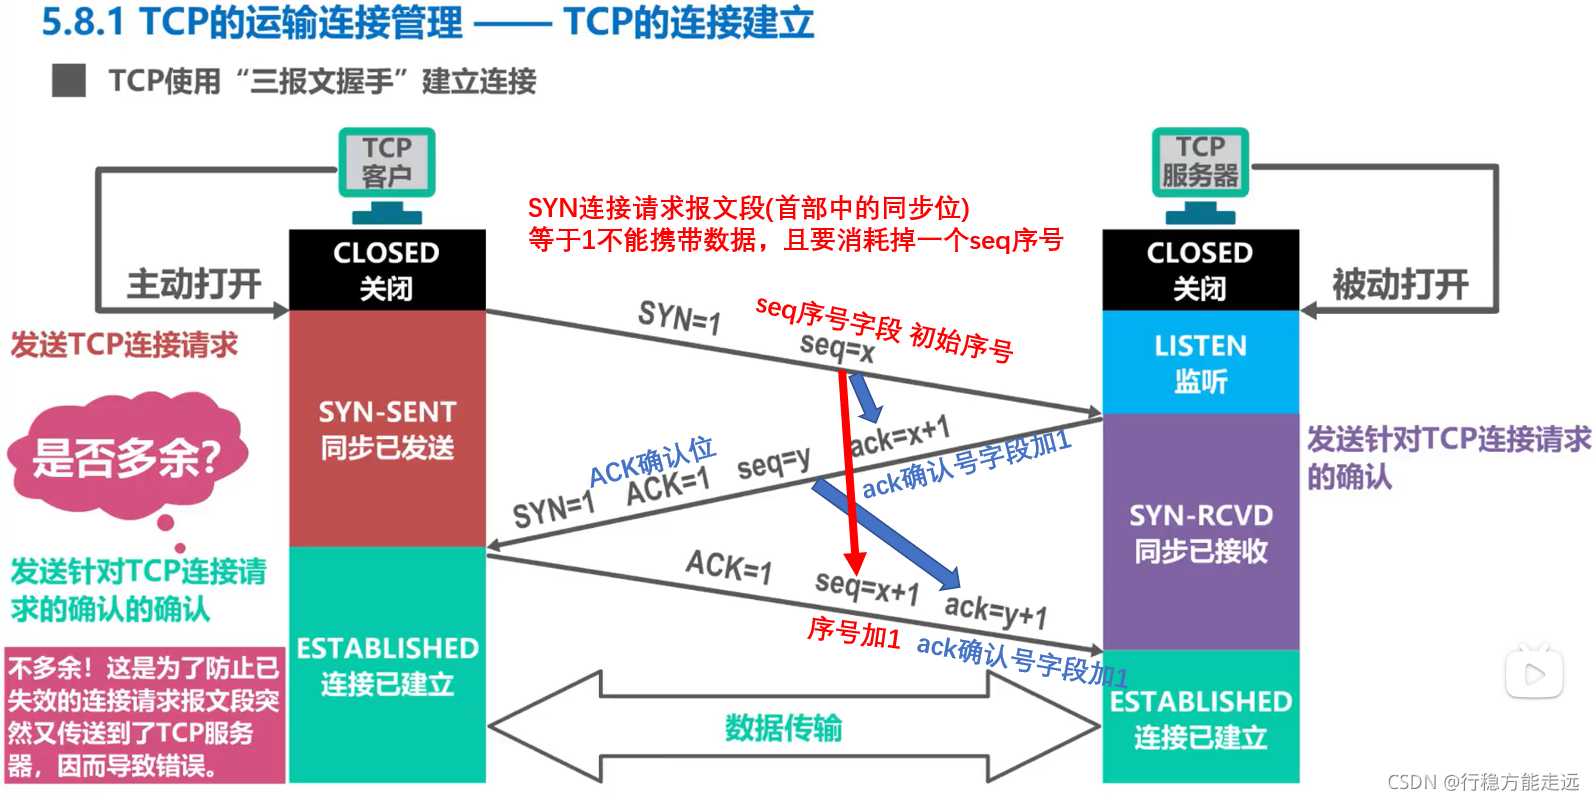 5.8.1 TCP的运输连接管理 —— TCP的连接建立
TCP使用“三报文握手”建立连接
TCP
客户
TCP
服务器
SYN连接请求报文段(首部中的同步位)
等于1不能携带数据，且要消耗掉一个seq序号
CLOSED
关闭
CLOSED
关闭
主动打开
被动打开
发送TCP连接请求
SYN=1
seq序号字段 初始序号
seq=x
LISTEN
监听
SYN-SENT
同步已发送
是否多余?
ack=x+1
ack确认号字段加1
seq=y
ACK确认位
ACK=1
SYN=1
发送针对TCP连接请求
的确认
SYN-RCVD
同步已接收
发送针对TCP连接请
求的确认的确认
ACK=1
seq=x+1
ack=y+1
序号加1
ack确认号字段加1
ESTABLISHED
连接已建立
不多余！这是为了防止已
失效的连接请求报文段突
然又传送到了TCP服务
器，因而导致错误。
数据传输
ESTABLISHED
连接已建立
CSDN @行稳方能走远